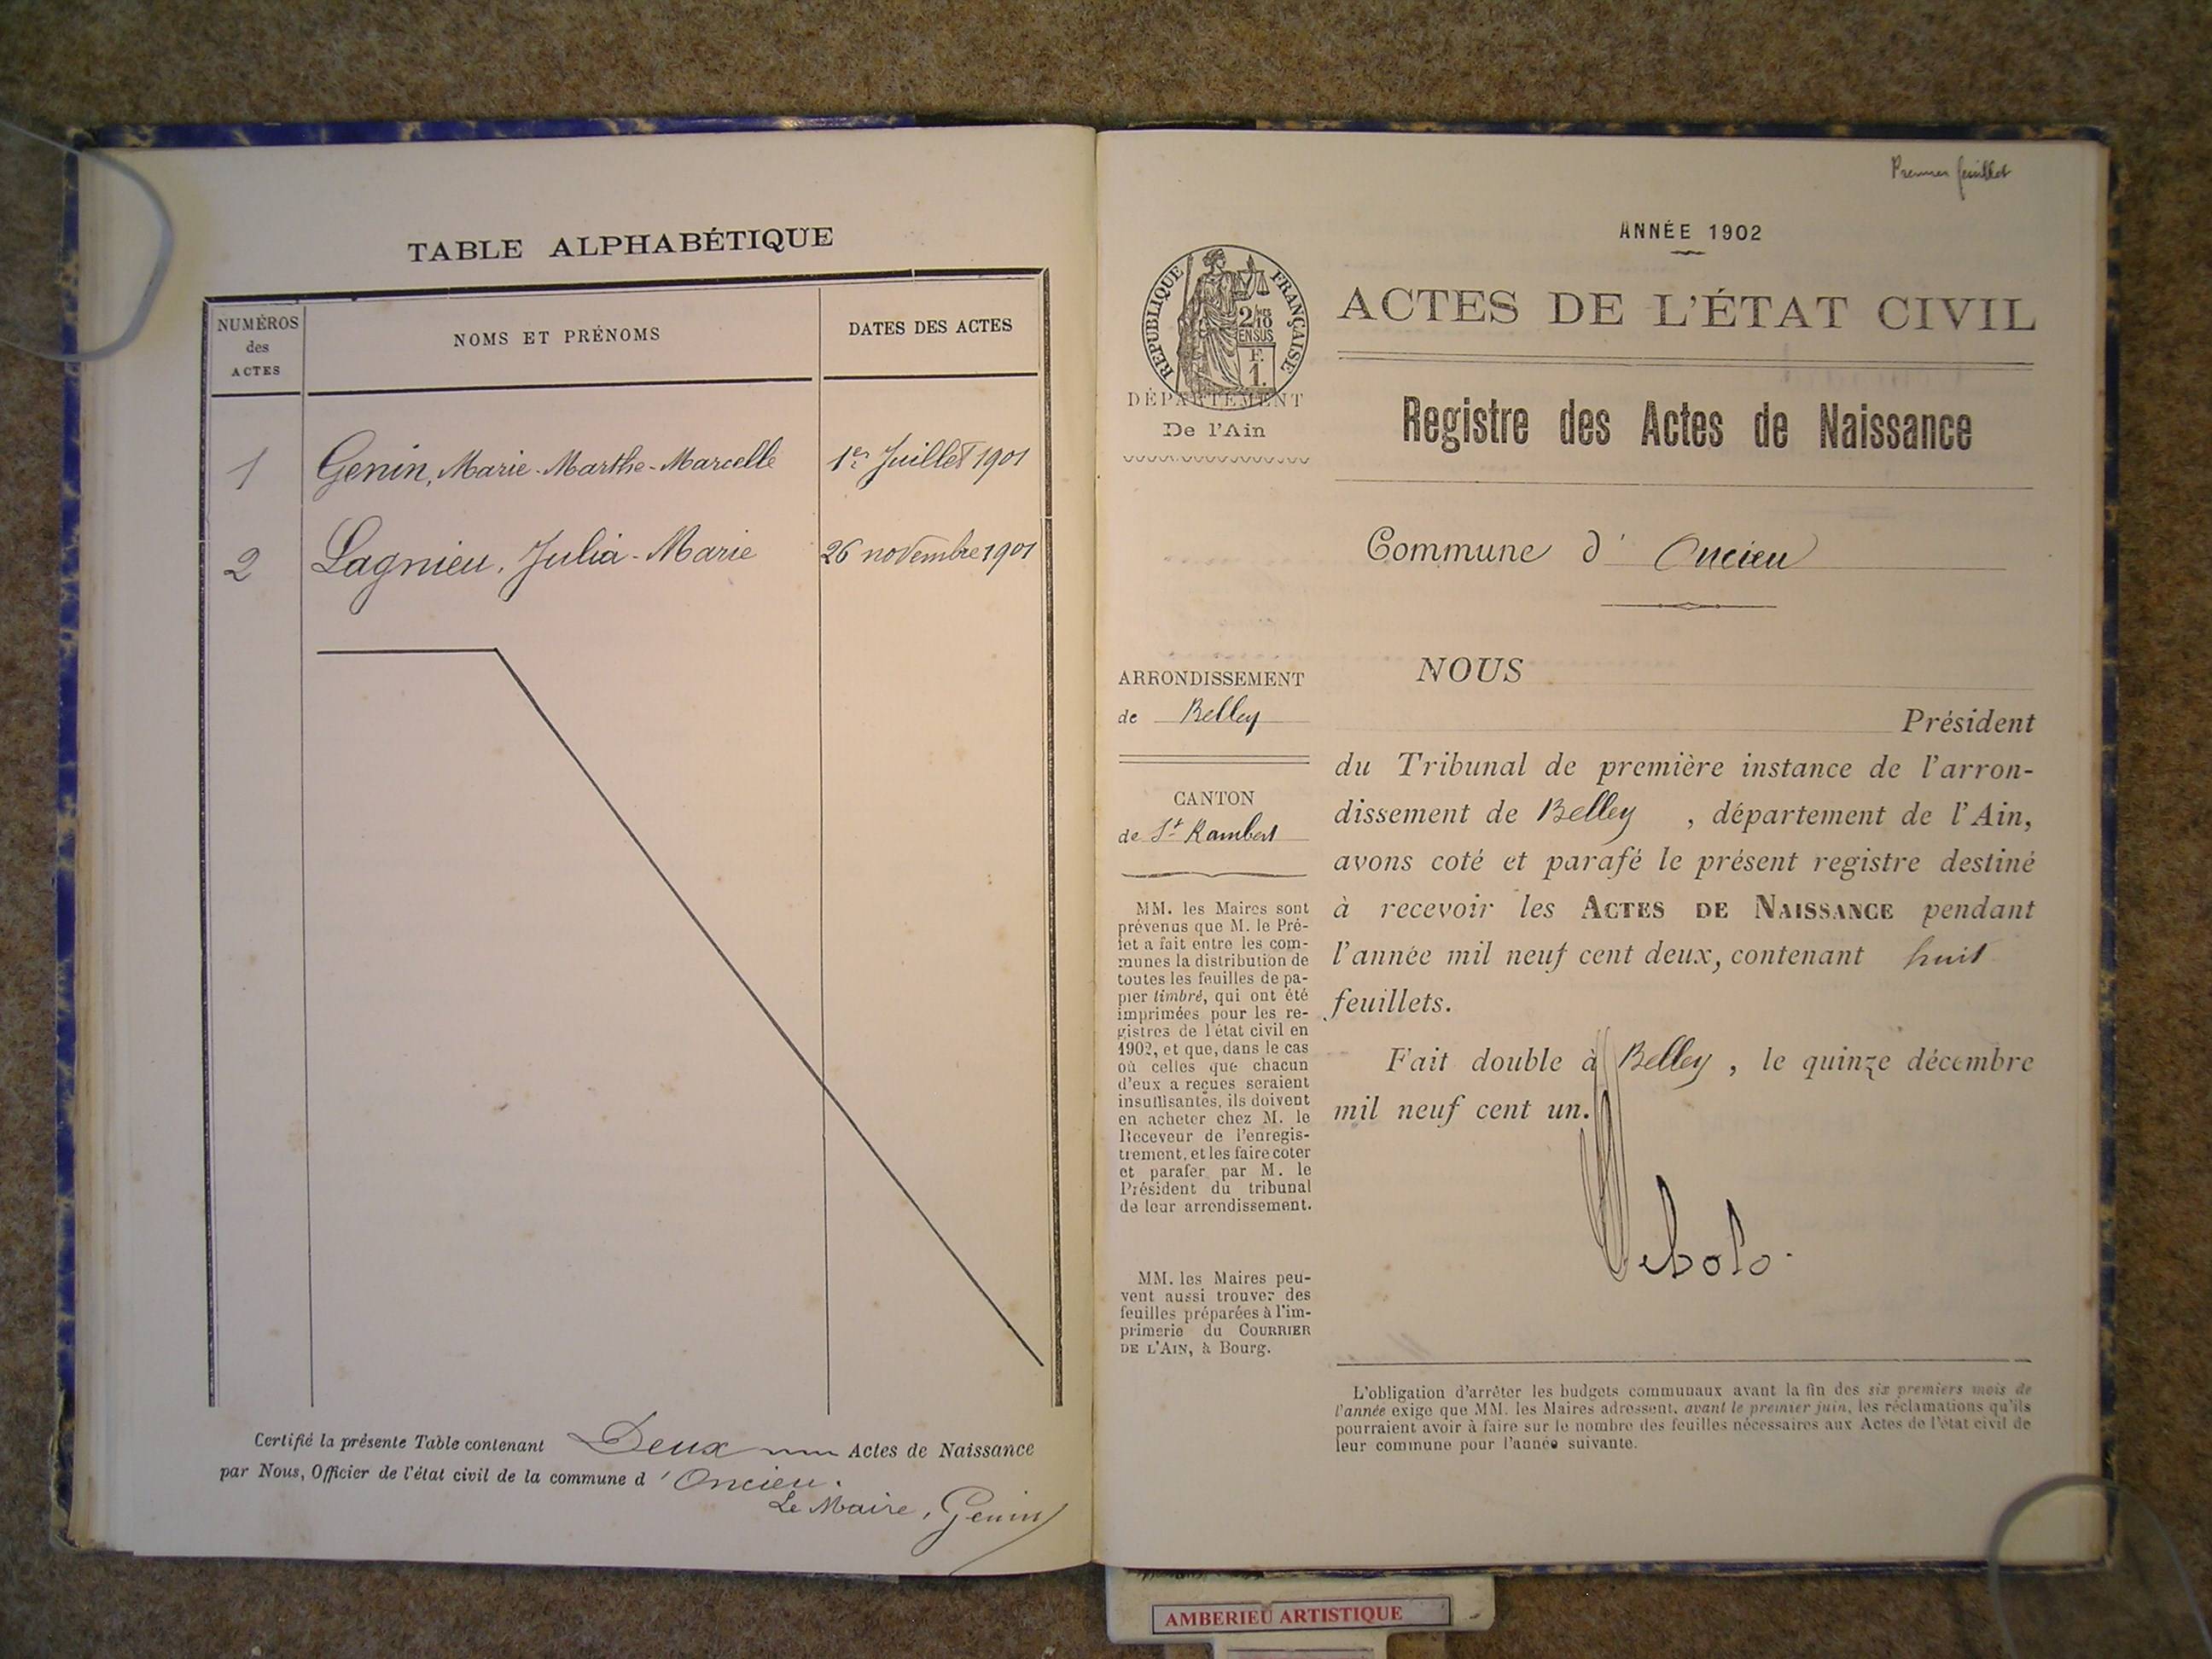 TABLE ALPHABÉTIQUE
NUMÉROS
des
ACTES
NOMS ET PRÉNOMS
DATES DES ACTES
1 Genin, Marie-Marthe-Marcelle 1er Juillet 1901
2 Lagnieu, Julia-Marie 26 novembre 1901
Certifié la présente Table contenant Deux Actes de Naissance
par Nous, Officier de l'état civil de la commune d'Oncieu.
Le Maire, Genin
Premier feuillet
ANNÉE 1902
REPUBLIQUE FRANÇAISE
2/10
EN SUS
F.
1.
DÉPARTEMENT
De l'Ain
ACTES DE L'ÉTAT CIVIL
Registre des Actes de Naissance
Commune d'Oncieu
ARRONDISSEMENT
de Belley
CANTON
de St Rambert
MM. les Maires sont
prévenus que M. le Pré-
fet a fait entre les com-
munes la distribution de
toutes les feuilles de pa-
pier timbré, qui ont été
imprimées pour les re-
gistres de l'état civil en
1902, et que, dans le cas
où celles que chacun
d'eux a reçues seraient
insuffisantes, ils doivent
en acheter chez M. le
Receveur de l'enregis-
trement, et les faire coter
et parafer par M. le
Président du tribunal
de leur arrondissement.
MM. les Maires peu-
vent aussi trouver des
feuilles préparées à l'im-
primerie du COURRIER
DE L'AIN, à Bourg.
NOUS
Président
du Tribunal de première instance de l'arron-
dissement de Belley, département de l'Ain,
avons coté et parafé le présent registre destiné
à recevoir les ACTES DE NAISSANCE pendant
l'année mil neuf cent deux, contenant huit
feuillets.
Fait double à Belley, le quinze décembre
mil neuf cent un.
L'obligation d'arrêter les budgets communaux avant la fin des six premiers mois de
l'année exige que MM. les Maires adressent, avant le premier juin, les réclamations qu'ils
pourraient avoir à faire sur le nombre des feuilles nécessaires aux Actes de l'état civil de
leur commune pour l'année suivante.
AMBERIEU ARTISTIQUE